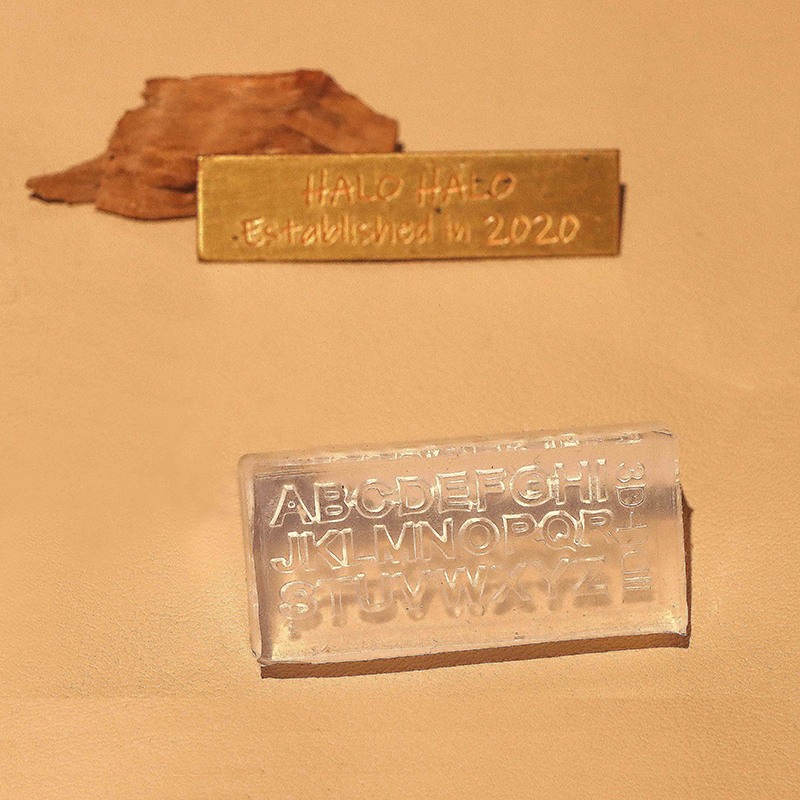 HALO HALO
Established in 2020
ABCDEFGHI
JKLMNOPQR
STUVWXYZ